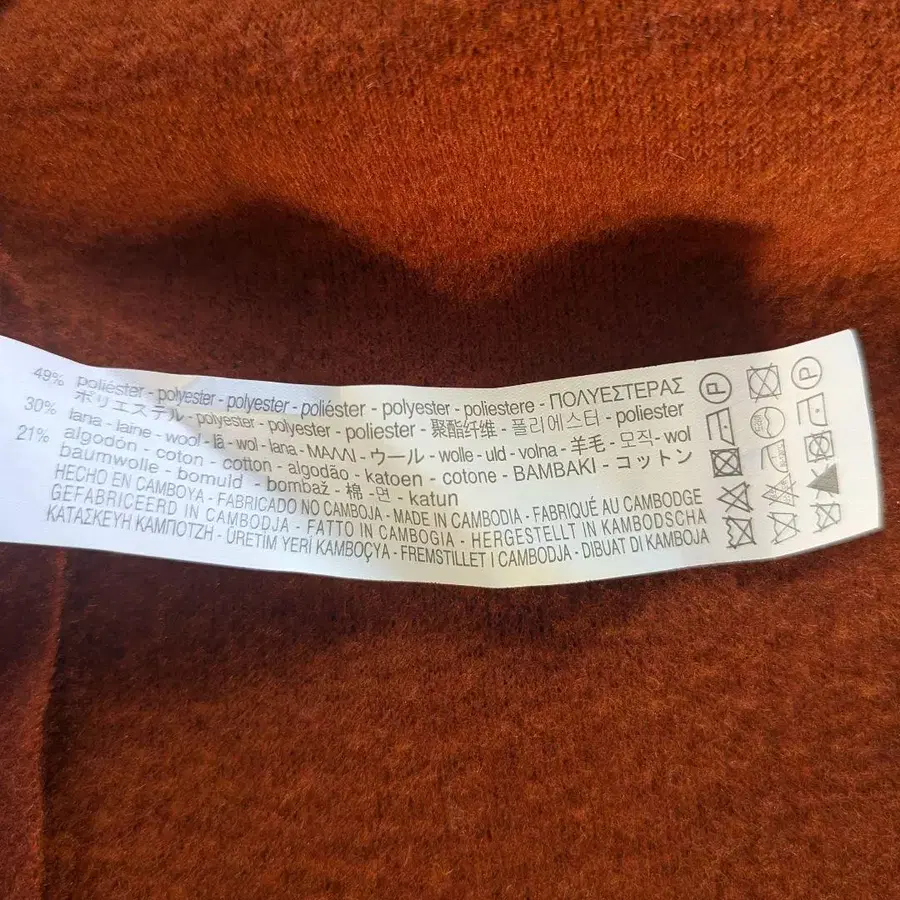 49% poliéster - polyester - polyester - poliéster - polyester - poliestere - ΠΟΛΥΕΣΤΕΡΑΣ
ポリエステル - polyester - polyester - poliester - 聚酯纤维 - 폴리에스터 - poliester
30% lana - laine - wool - lã - wol - lana - ΜΑΛΛΙ - ウール - wolle - uld - volna - 羊毛 - 모직 - wol
21% algodón - coton - cotton - algodão - katoen - cotone - BAMBAKI - コットン
baumwolle - bomuld - bombaž - 棉 - 면 - katun
HECHO EN CAMBOYA - FABRICADO NO CAMBOJA - MADE IN CAMBODIA - FABRIQUÉ AU CAMBODGE
GEFABRICEERD IN CAMBODJA - FATTO IN CAMBOGIA - HERGESTELLT IN KAMBODSCHA
ΚΑΤΑΣΚΕΥΗ ΚΑΜΠΟΤΖΗ - ÜRETIM YERİ KAMBOÇYA - FREMSTILLET I CAMBODJA - DIBUAT DI KAMBOJA
P P